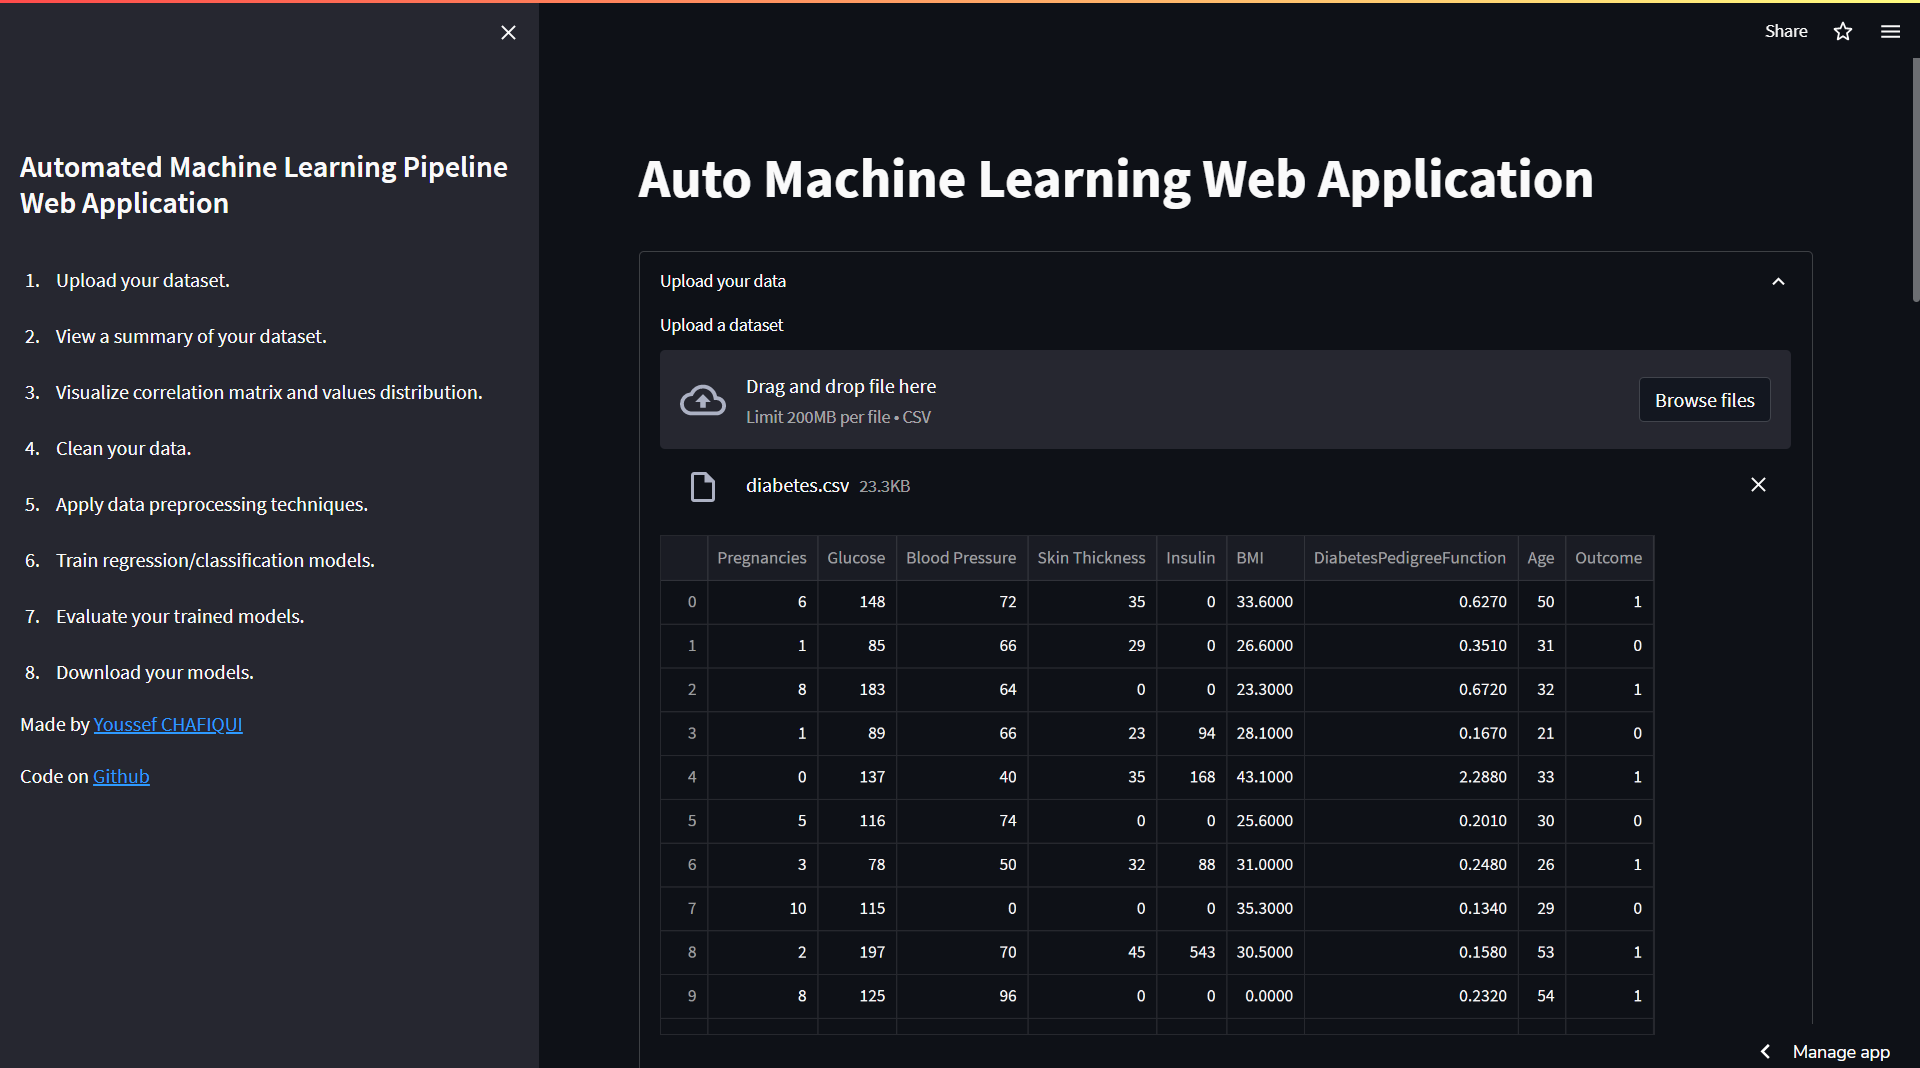 Share
Automated Machine Learning Pipeline
Web Application
1. Upload your dataset.
2. View a summary of your dataset.
3. Visualize correlation matrix and values distribution.
4. Clean your data.
5. Apply data preprocessing techniques.
6. Train regression/classification models.
7. Evaluate your trained models.
8. Download your models.
Made by Youssef CHAFIQUI
Code on Github
Auto Machine Learning Web Application
Upload your data
Upload a dataset
Drag and drop file here
Limit 200MB per file • CSV
Browse files
diabetes.csv 23.3KB
Pregnancies Glucose Blood Pressure Skin Thickness Insulin BMI DiabetesPedigreeFunction Age Outcome
0 6 148 72 35 0 33.6000 0.6270 50 1
1 1 85 66 29 0 26.6000 0.3510 31 0
2 8 183 64 0 0 23.3000 0.6720 32 1
3 1 89 66 23 94 28.1000 0.1670 21 0
4 0 137 40 35 168 43.1000 2.2880 33 1
5 5 116 74 0 0 25.6000 0.2010 30 0
6 3 78 50 32 88 31.0000 0.2480 26 1
7 10 115 0 0 0 35.3000 0.1340 29 0
8 2 197 70 45 543 30.5000 0.1580 53 1
9 8 125 96 0 0 0.0000 0.2320 54 1
Manage app